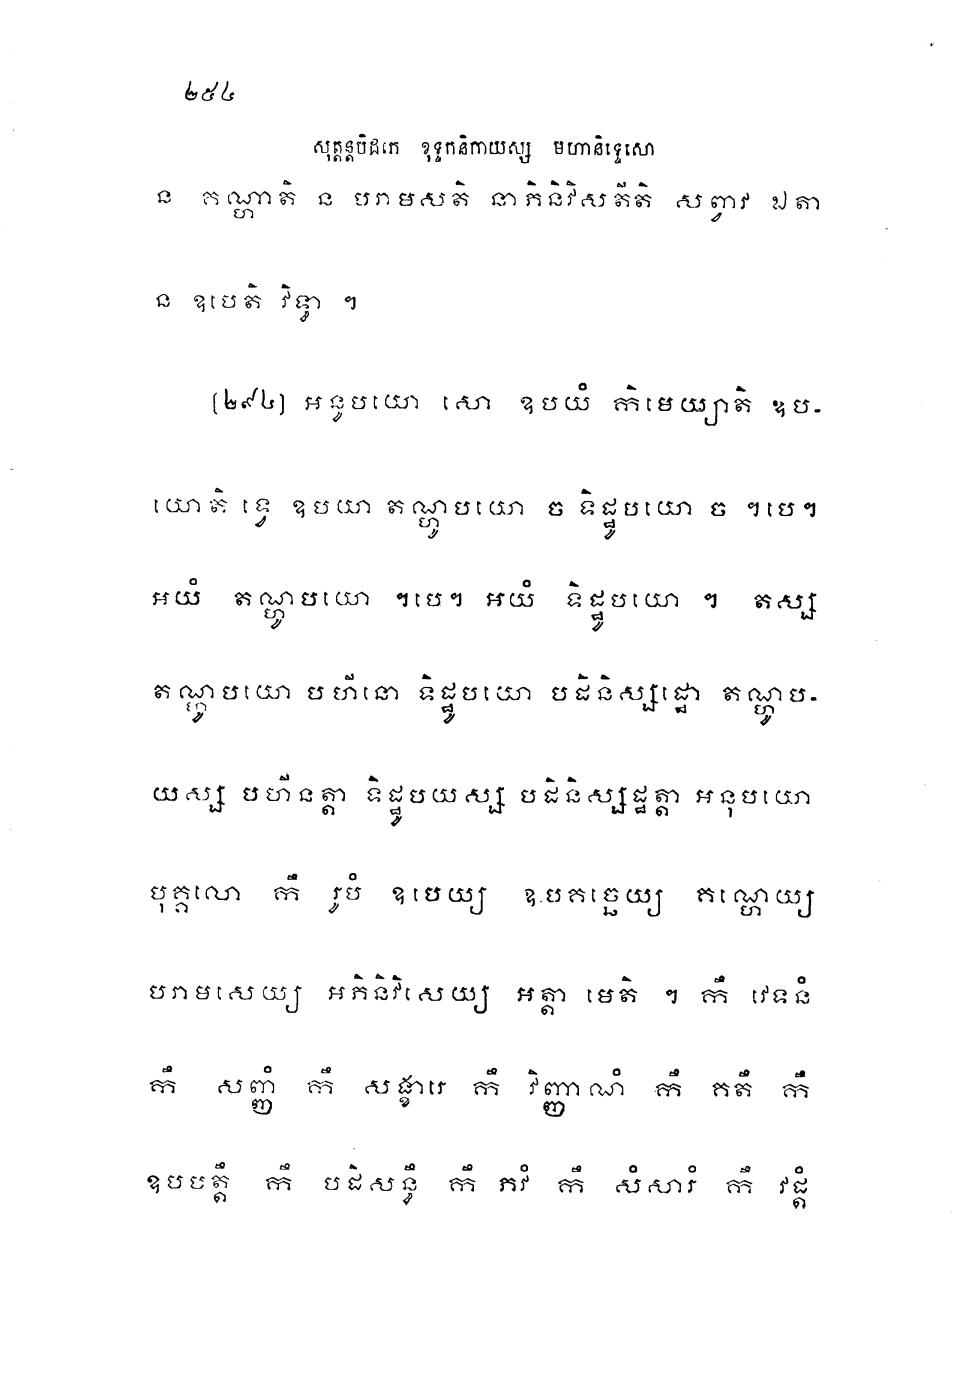 ២៥៤
សុត្តន្តបិដកេ ខុទ្ទកនិកាយស្ស មហានិទ្ទេសោ
ន គណ្ហាតិ ន បរាមសតិ នាភិនិវិសតីតិ សព្វាវ ឯតា
ន ឧបេតិ វិទ្វា ។
(២៩៤) អនូបយោ សោ ឧបយំ កិមេយ្យាតិ ឧប-
យោតិ ទ្វេ ឧបយា តណ្ហូបយោ ច ទិដ្ឋូបយោ ច ។បេ។
អយំ តណ្ហូបយោ ។បេ។ អយំ ទិដ្ឋូបយោ ។ តស្ស
តណ្ហូបយោ បហីនោ ទិដ្ឋូបយោ បដិនិស្សដ្ឋោ តណ្ហូប-
យស្ស បហីនត្តា ទិដ្ឋូបយស្ស បដិនិស្សដ្ឋត្តា អនុបយោ
បុគ្គលោ កឹ រូបំ ឧបេយ្យ ឧបគច្ឆេយ្យ គណ្ហេយ្យ
បរាមសេយ្យ អភិនិវិសេយ្យ អត្តា មេតិ ។ កឹ វេទនំ
កឹ សញ្ញំ កឹ សង្ខារេ កឹ វិញ្ញាណំ កឹ គតឹ កឹ
ឧបបត្តឹ កឹ បដិសន្ធឹ កឹ ភវំ កឹ សំសារំ កឹ វដ្តំ